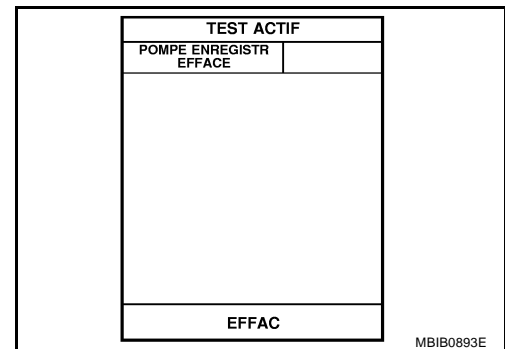 TEST ACTIF
POMPE ENREGISTR
EFFACE
EFFAC
MBIB0893E